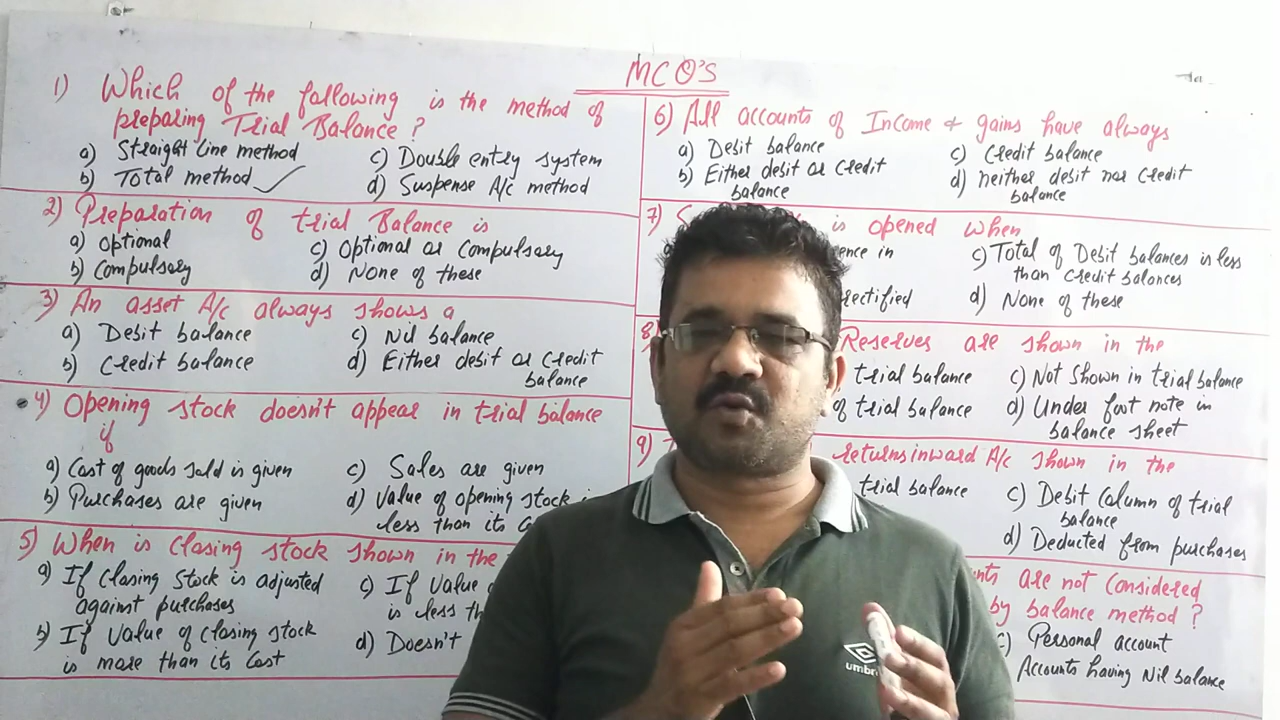 MCQ'S
1) Which of the following is the method of
preparing Trial Balance?
a) Straight Line method
b) Total method
c) Double entry system
d) Suspense A/c method
2) Preparation of trial Balance is
a) optional
b) Compulsory
c) Optional or Compulsory
d) None of these
3) An asset A/c always shows a
a) Debit balance
b) Credit balance
c) Nil balance
d) Either debit or credit
balance
4) Opening stock doesn't appear in trial balance
if
a) Cost of goods sold is given
b) Purchases are given
c) Sales are given
d) Value of opening stock
less than its
5) When is closing stock shown in the
a) If closing stock is adjusted
against purchases
b) If Value of closing stock
is more than its cost
c) If Value
is less
d) Doesn't
6) All accounts of Income & gains have always
a) Debit balance
b) Either debit or credit
balance
c) Credit balance
d) neither debit nor credit
balance
7) is opened when
in
rectified
c) Total of Debit balances is less
than credit balances
d) None of these
8) Reserves are shown in the
trial balance
of trial balance
c) Not shown in trial balance
d) Under foot note in
balance sheet
9) returns inward A/c shown in the
trial balance
c) Debit Column of trial
balance
d) Deducted from purchases
are not considered
by balance method?
c) Personal account
Accounts having Nil balance